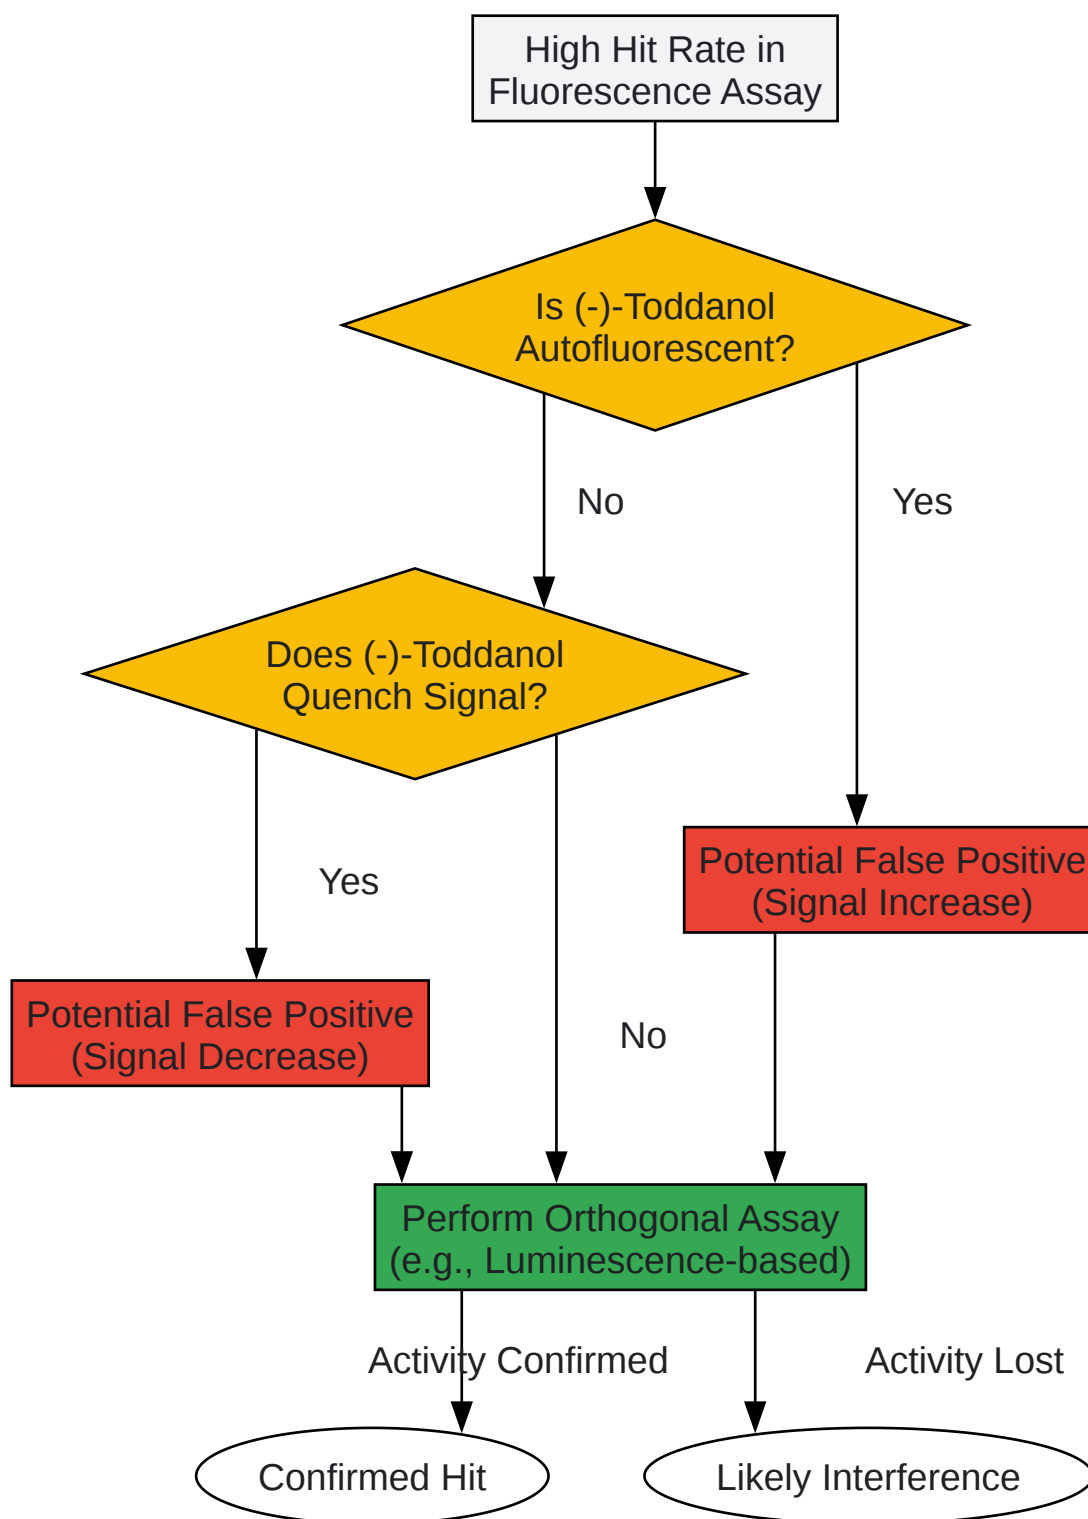 High Hit Rate in
Fluorescence Assay
Is (-)-Toddanol
Autofluorescent?
No
Yes
Does (-)-Toddanol
Quench Signal?
Potential False Positive
(Signal Increase)
Yes
Potential False Positive
(Signal Decrease)
No
Perform Orthogonal Assay
(e.g., Luminescence-based)
Activity Confirmed
Activity Lost
Confirmed Hit
Likely Interference